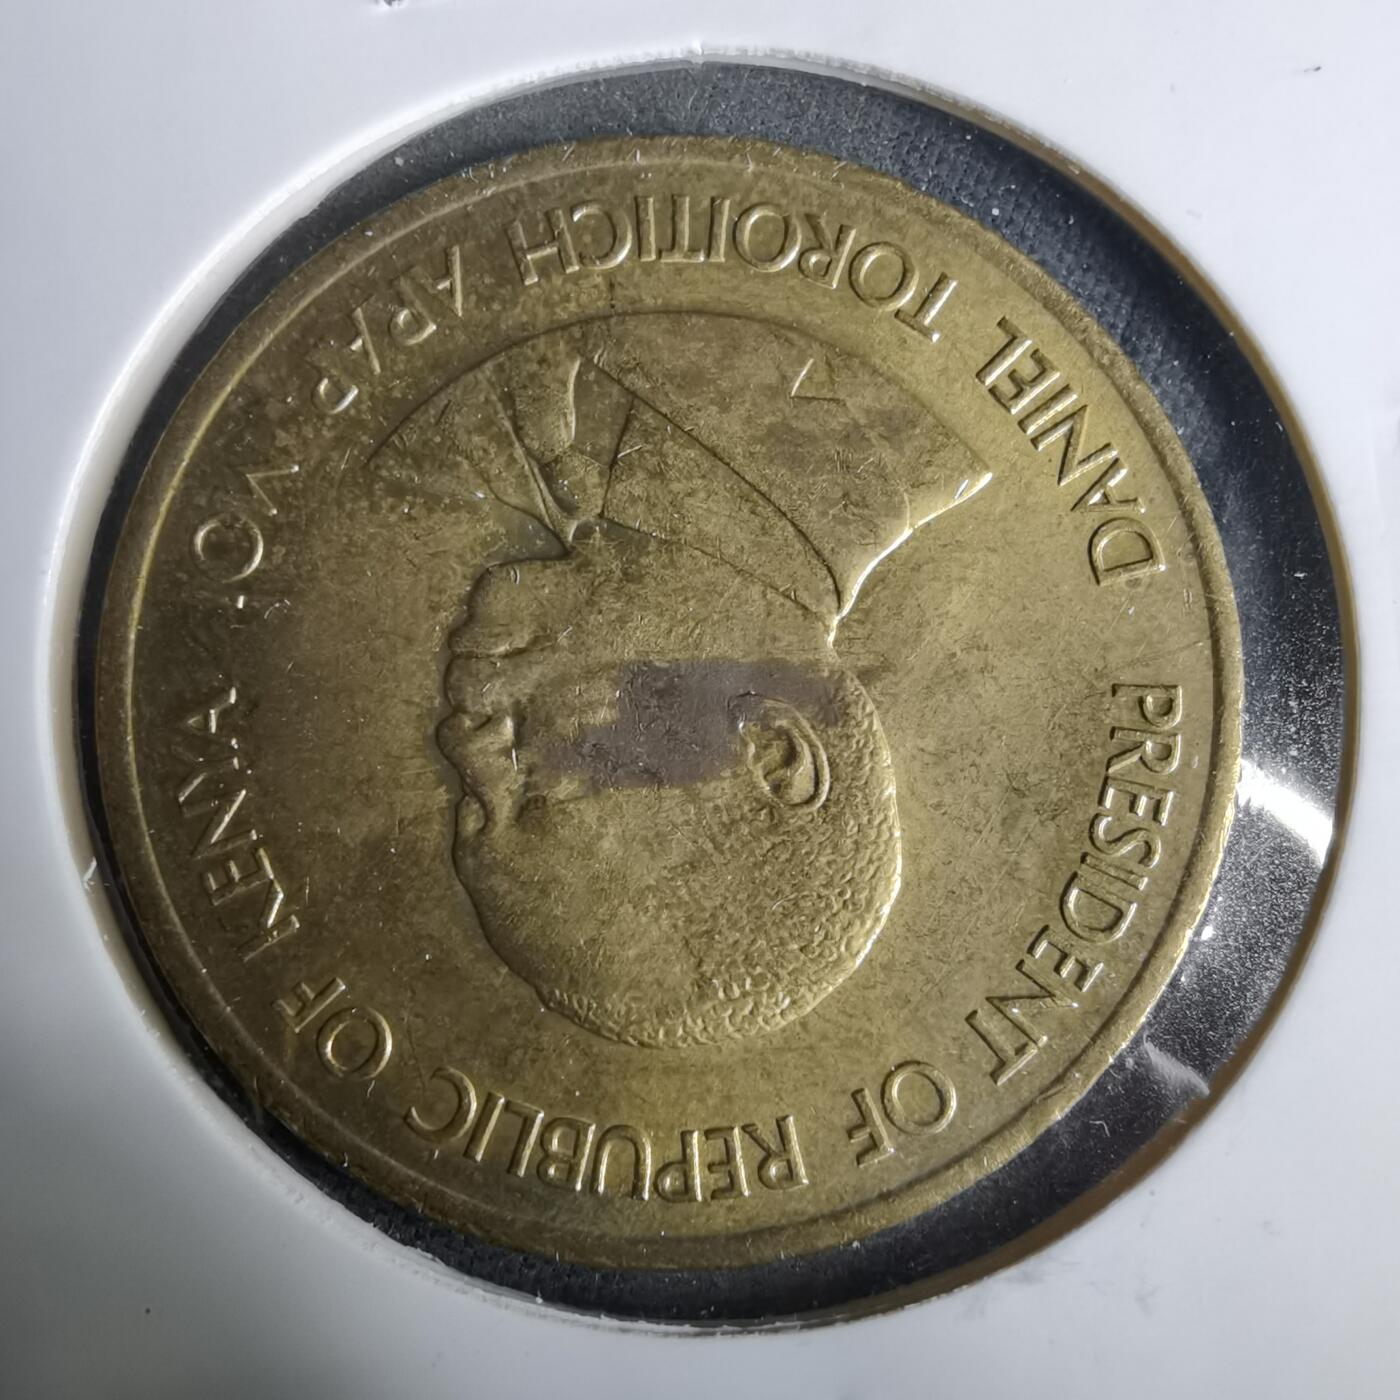 PRESIDENT OF REPUBLIC OF KENYA
DANIEL TOROITICH ARAP MOI